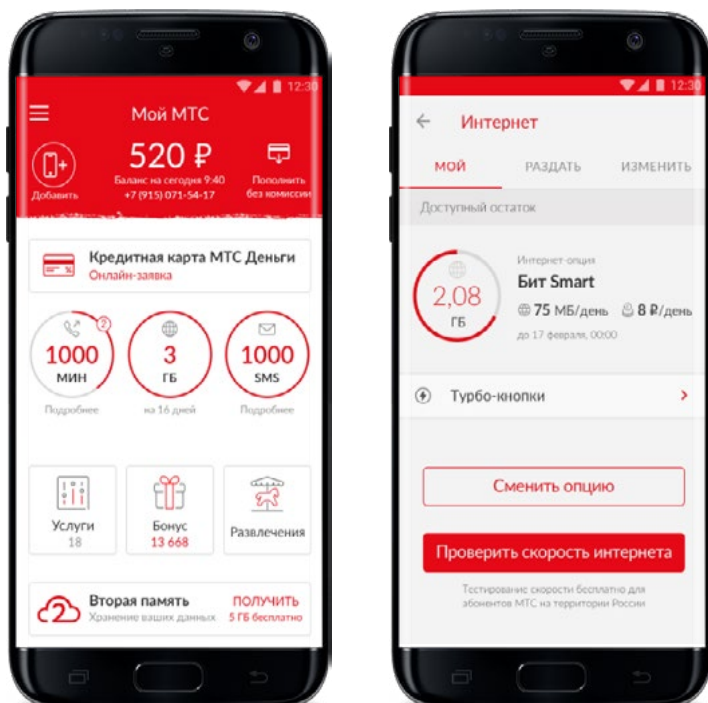 12:30
Мой МТС
520 ₽
Баланс на сегодня 9:40
+7 (915) 071-54-17
Добавить
Пополнить
без комиссии
Кредитная карта МТС Деньги
Онлайн-заявка
2
1000
МИН
Подробнее
3
ГБ
на 16 дней
1000
SMS
Подробнее
Услуги
18
Бонус
13 668
Развлечения
2
Вторая память
Хранение ваших данных
ПОЛУЧИТЬ
5 ГБ бесплатно
12:30
Интернет
МОЙ
РАЗДАТЬ
ИЗМЕНИТЬ
Доступный остаток
2,08
ГБ
Интернет-опция
Бит Smart
75 МБ/день
8 ₽/день
до 17 февраля, 00:00
Турбо-кнопки
Сменить опцию
Проверить скорость интернета
Тестирование скорости бесплатно для
абонентов МТС на территории России